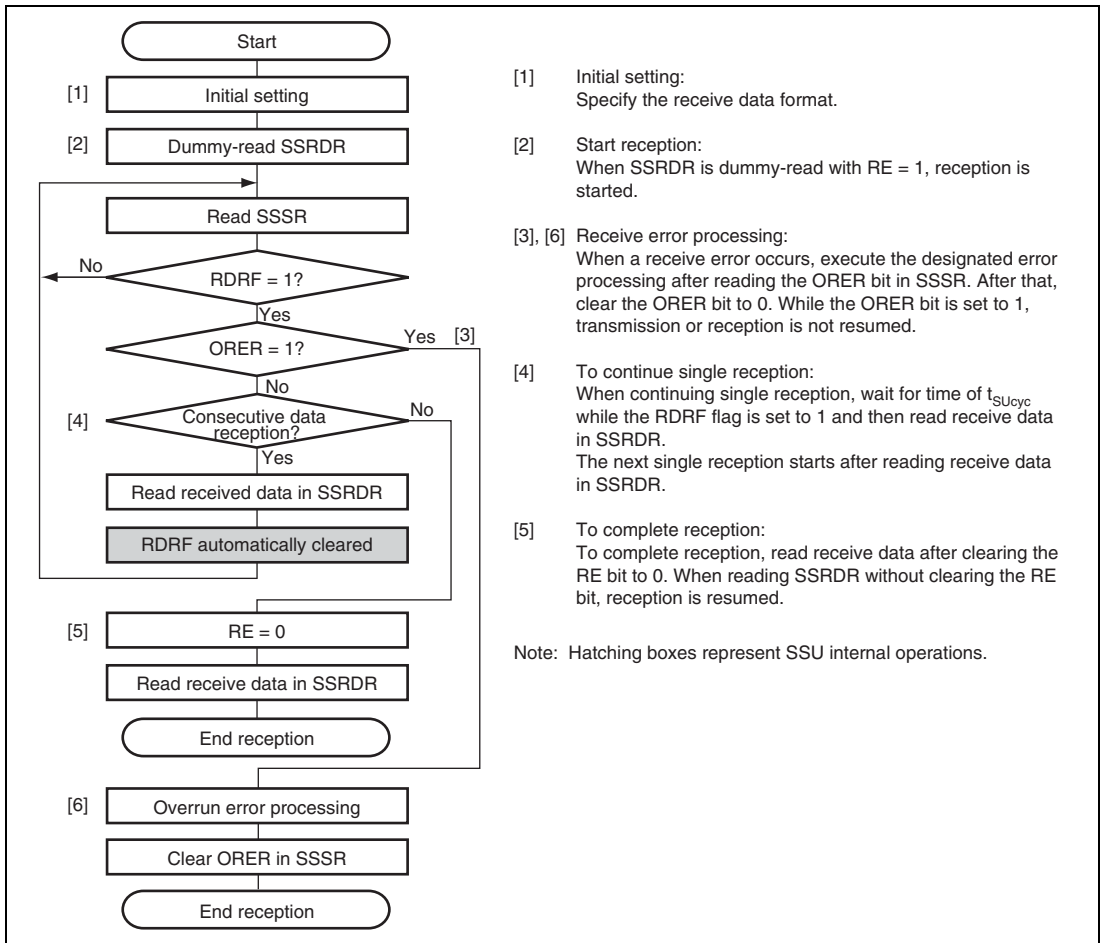 Start
[1]
Initial setting
[2]
Dummy-read SSRDR
Read SSSR
No
RDRF = 1?
Yes
Yes [3]
ORER = 1?
No
[4]
Consecutive data
reception?
No
Yes
Read received data in SSRDR
RDRF automatically cleared
[5]
RE = 0
Read receive data in SSRDR
End reception
[6]
Overrun error processing
Clear ORER in SSSR
End reception
[1] Initial setting:
Specify the receive data format.
[2] Start reception:
When SSRDR is dummy-read with RE = 1, reception is
started.
[3], [6] Receive error processing:
When a receive error occurs, execute the designated error
processing after reading the ORER bit in SSSR. After that,
clear the ORER bit to 0. While the ORER bit is set to 1,
transmission or reception is not resumed.
[4] To continue single reception:
When continuing single reception, wait for time of tSUcyc
while the RDRF flag is set to 1 and then read receive data
in SSRDR.
The next single reception starts after reading receive data
in SSRDR.
[5] To complete reception:
To complete reception, read receive data after clearing the
RE bit to 0. When reading SSRDR without clearing the RE
bit, reception is resumed.
Note: Hatching boxes represent SSU internal operations.